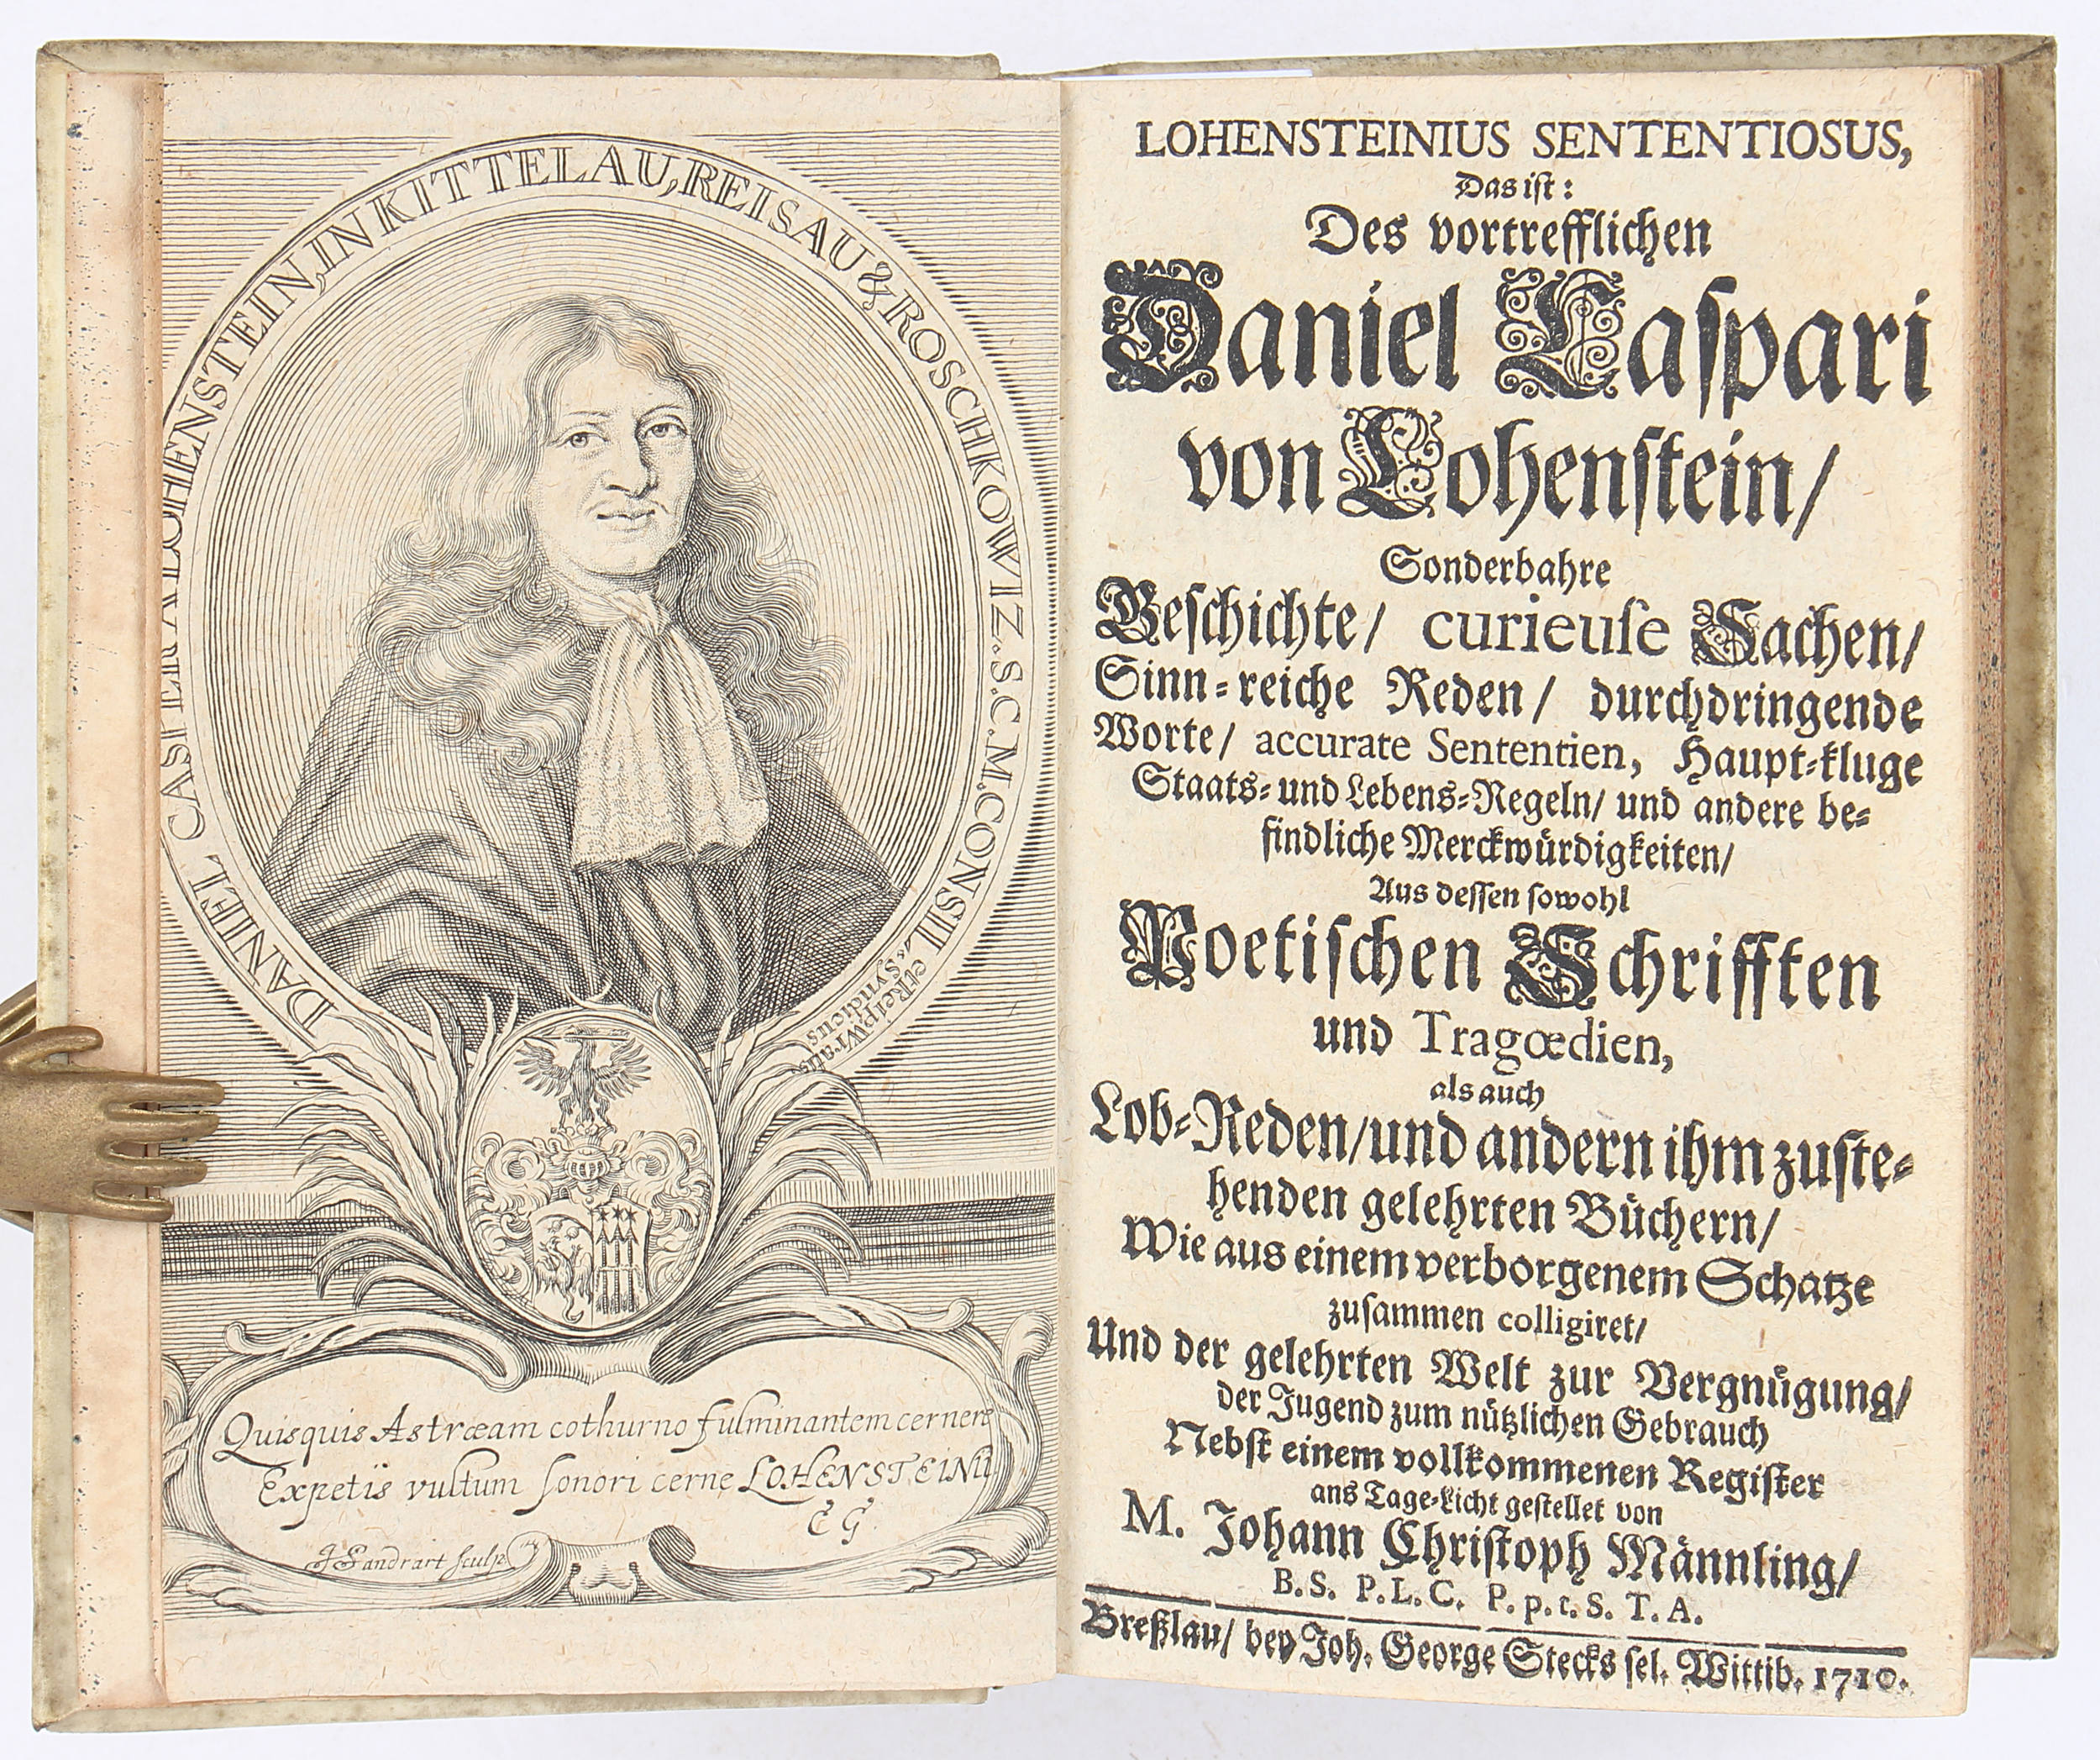 DANIEL CASPER A LOHENSTEIN, IN KITTELAU, REISAU & ROSCHKOWIZ. S. C. M. CONSIL.
et Reip Wratis
Syndicus
Quisquis Astræam cothurno fulminantem cernere
Expetis vultum sonori cerne LOHENSTEINII
E G
J Sandrart sculps
LOHENSTEINIUS SENTENTIOSUS,
Das iſt:
Des vortrefflichen
Daniel Caſpari
von Lohenſtein/
Sonderbahre
Geſchichte/ curieuſe Sachen/
Sinn-reiche Reden/ durchdringende
Worte/ accurate Sententien, Haupt-kluge
Staats- und Lebens-Regeln/ und andere be-
findliche Merckwürdigkeiten/
Aus deſſen ſowohl
Poetiſchen Schrifften
und Tragœdien,
als auch
Lob-Reden/und andern ihm zuſte-
henden gelehrten Büchern/
Wie aus einem verborgenem Schatze
zuſammen colligiret/
Und der gelehrten Welt zur Vergnügung/
der Jugend zum nützlichen Gebrauch
Nebſt einem vollkommenen Regiſter
ans Tage-Licht geſtellet von
M. Johann Chriſtoph Männling/
B. S. P. L. C. P. p. t. S. T. A.
Breßlau/ bey Joh. George Stecks ſel. Wittib. 1710.